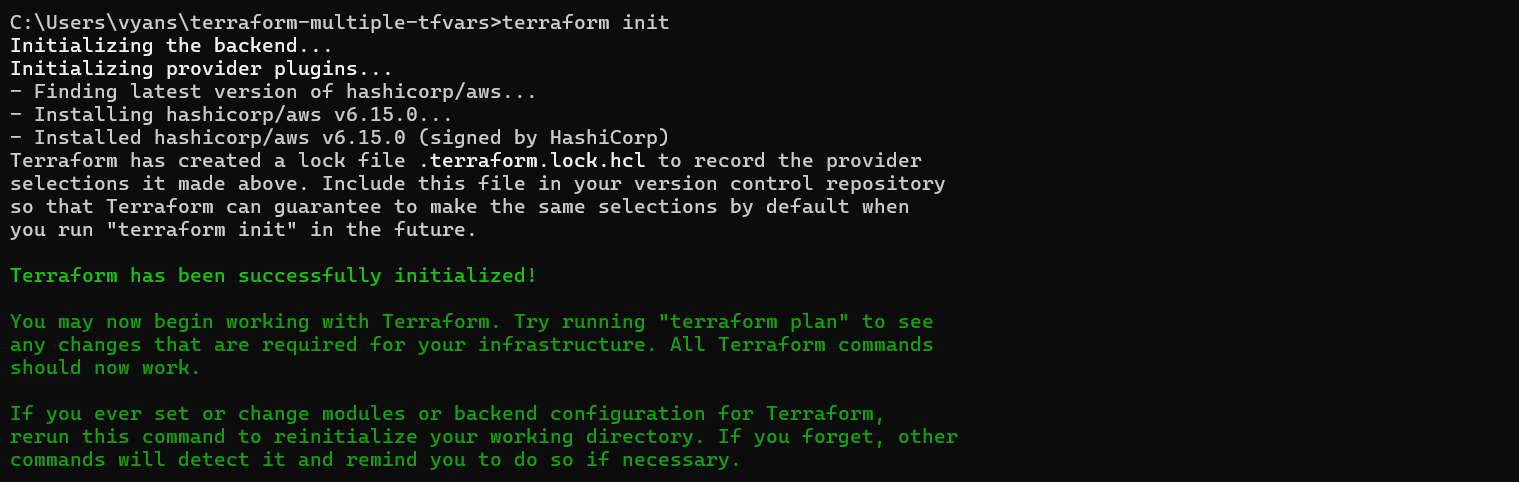 C:\Users\vyans\terraform-multiple-tfvars>terraform init
Initializing the backend...
Initializing provider plugins...
- Finding latest version of hashicorp/aws...
- Installing hashicorp/aws v6.15.0...
- Installed hashicorp/aws v6.15.0 (signed by HashiCorp)
Terraform has created a lock file .terraform.lock.hcl to record the provider
selections it made above. Include this file in your version control repository
so that Terraform can guarantee to make the same selections by default when
you run "terraform init" in the future.
Terraform has been successfully initialized!
You may now begin working with Terraform. Try running "terraform plan" to see
any changes that are required for your infrastructure. All Terraform commands
should now work.
If you ever set or change modules or backend configuration for Terraform,
rerun this command to reinitialize your working directory. If you forget, other
commands will detect it and remind you to do so if necessary.